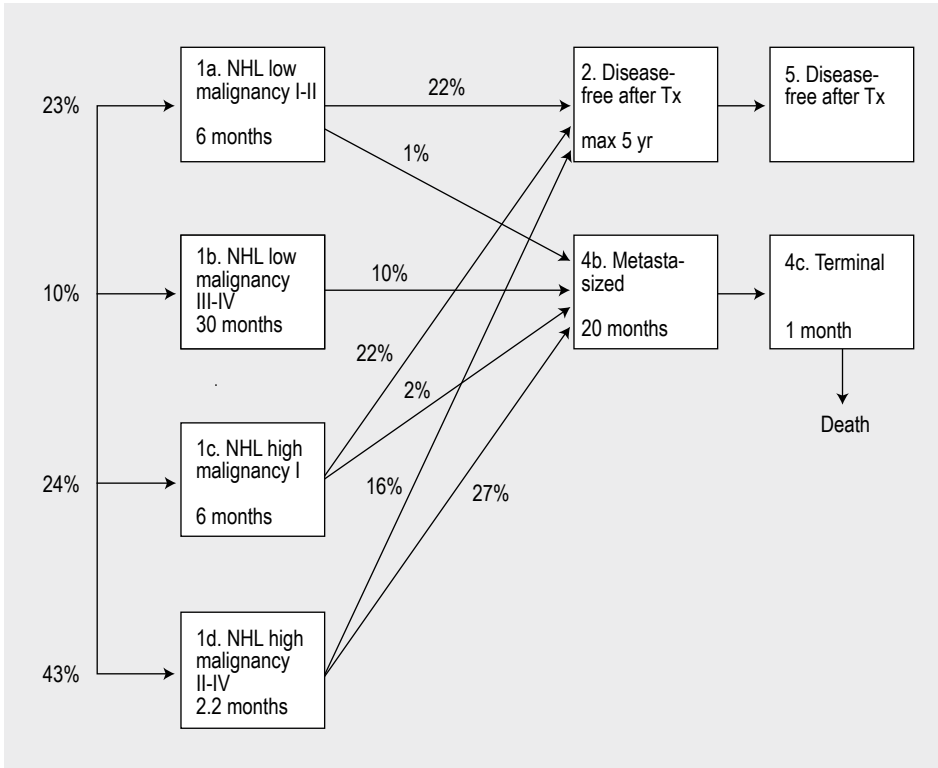 23%
1a. NHL low
malignancy I-II
6 months
22%
1%
2. Disease-
free after Tx
max 5 yr
5. Disease-
free after Tx
10%
1b. NHL low
malignancy
III-IV
30 months
10%
4b. Metasta-
sized
20 months
4c. Terminal
1 month
Death
24%
1c. NHL high
malignancy I
6 months
22%
2%
43%
1d. NHL high
malignancy
II-IV
2.2 months
16%
27%